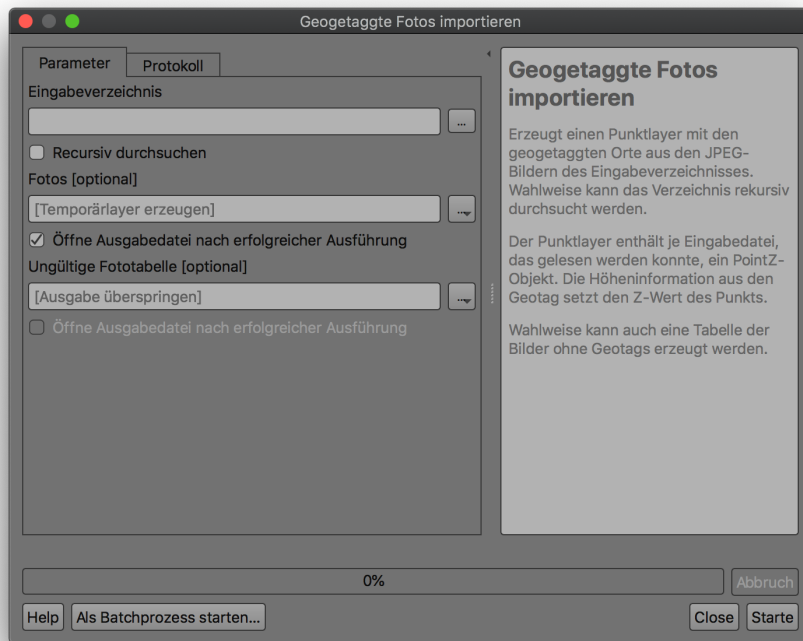 Geogetaggte Fotos importieren
Parameter
Protokoll
Eingabeverzeichnis
...
Recursiv durchsuchen
Fotos [optional]
[Temporärlayer erzeugen]
...
Öffne Ausgabedatei nach erfolgreicher Ausführung
Ungültige Fototabelle [optional]
[Ausgabe überspringen]
...
Öffne Ausgabedatei nach erfolgreicher Ausführung
Geogetaggte Fotos
importieren
Erzeugt einen Punktlayer mit den
geogetaggten Orte aus den JPEG-
Bildern des Eingabeverzeichnisses.
Wahlweise kann das Verzeichnis rekursiv
durchsucht werden.
Der Punktlayer enthält je Eingabedatei,
das gelesen werden konnte, ein PointZ-
Objekt. Die Höheninformation aus den
Geotag setzt den Z-Wert des Punkts.
Wahlweise kann auch eine Tabelle der
Bilder ohne Geotags erzeugt werden.
0%
Abbruch
Help
Als Batchprozess starten...
Close
Starte